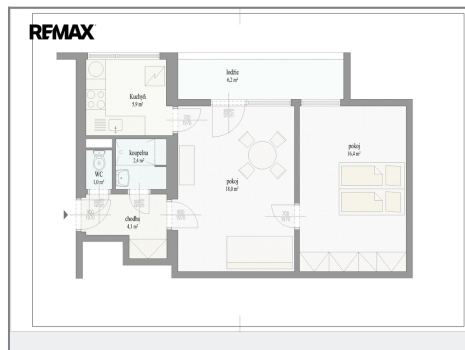 RE/MAX
lodžie
6,2 m²
Kuchyň
5,9 m²
pokoj
16,4 m²
koupelna
2,4 m²
WC
1,0 m²
pokoj
18,8 m²
chodba
4,1 m²